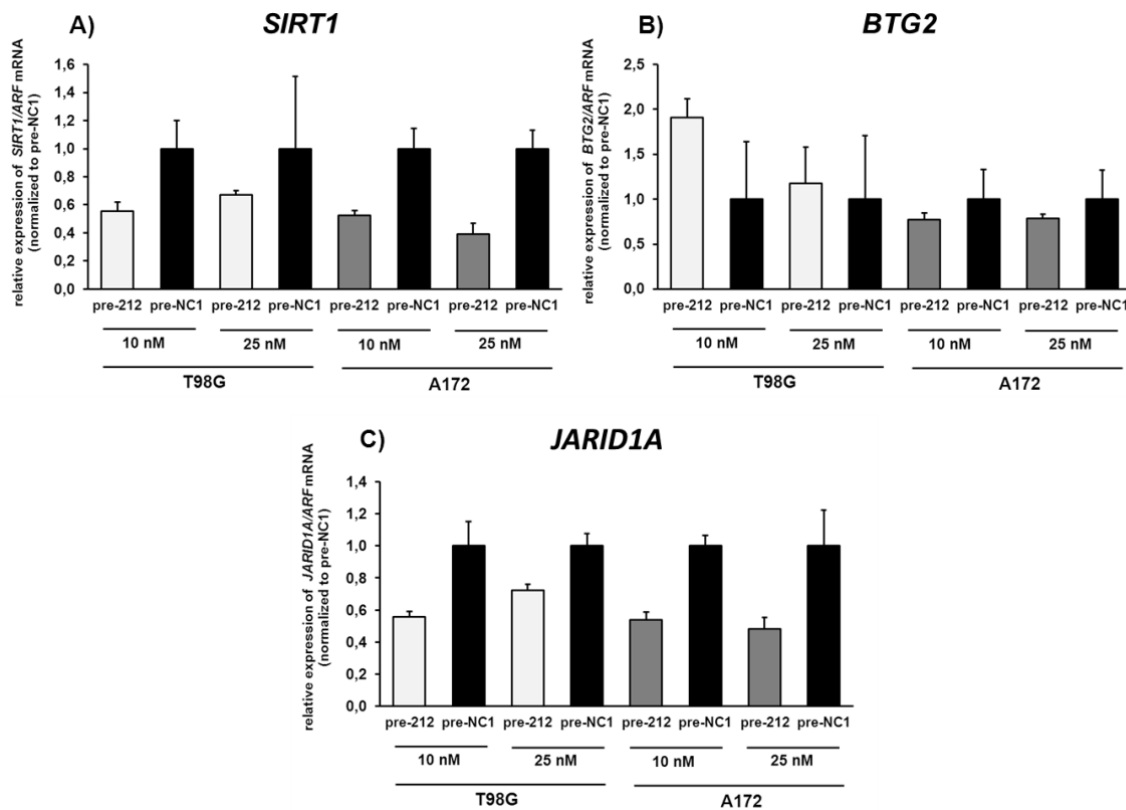 A)
SIRT1
relative expression of SIRT1/ARF mRNA
(normalized to pre-NC1)
1,6
1,4
1,2
1,0
0,8
0,6
0,4
0,2
0,0
pre-212 pre-NC1 pre-212 pre-NC1 pre-212 pre-NC1 pre-212 pre-NC1
10 nM 25 nM 10 nM 25 nM
T98G A172
B)
BTG2
relative expression of BTG2/ARF mRNA
(normalized to pre-NC1)
2,5
2,0
1,5
1,0
0,5
0,0
pre-212 pre-NC1 pre-212 pre-NC1 pre-212 pre-NC1 pre-212 pre-NC1
10 nM 25 nM 10 nM 25 nM
T98G A172
C)
JARID1A
relative expression of JARID1A/ARF mRNA
(normalized to pre-NC1)
1,4
1,2
1,0
0,8
0,6
0,4
0,2
0,0
pre-212 pre-NC1 pre-212 pre-NC1 pre-212 pre-NC1 pre-212 pre-NC1
10 nM 25 nM 10 nM 25 nM
T98G A172